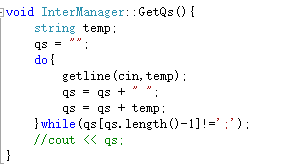 void InterManager::GetQs(){
    string temp;
    qs = "";
    do{
        getline(cin,temp);
        qs = qs + " ";
        qs = qs + temp;
    }while(qs[qs.length()-1]!=';');
    //cout << qs;
}